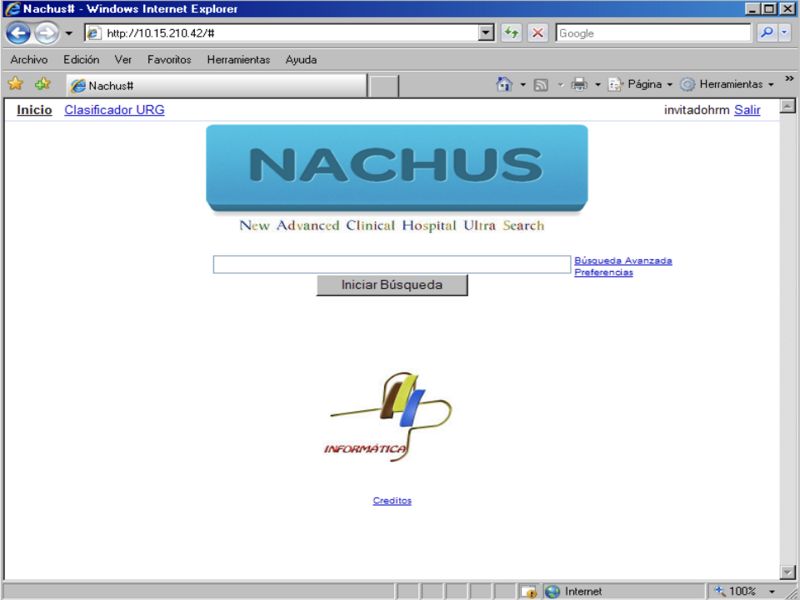 Nachus# - Windows Internet Explorer
http://10.15.210.42/#
Google
Archivo Edición Ver Favoritos Herramientas Ayuda
Nachus#
Página Herramientas »
Inicio Clasificador URG invitadohrm Salir
NACHUS
New Advanced Clinical Hospital Ultra Search
Búsqueda Avanzada
Preferencias
Iniciar Búsqueda
INFORMÁTICA
Creditos
Internet 100%